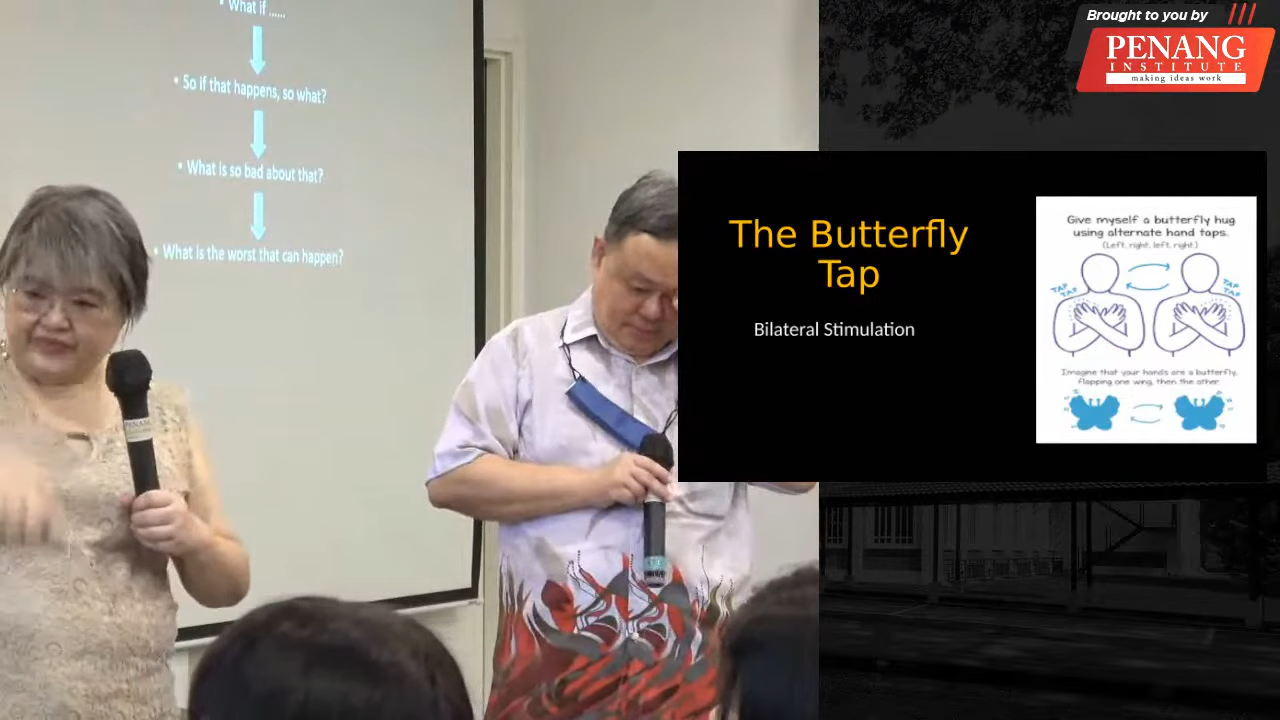 • What if ......
• So if that happens, so what?
• What is so bad about that?
• What is the worst that can happen?
Brought to you by
PENANG
INSTITUTE
making ideas work
The Butterfly
Tap
Bilateral Stimulation
Give myself a butterfly hug
using alternate hand taps.
(Left, right, left, right.)
TAP
TAP
TAP
TAP
Imagine that your hands are a butterfly,
flapping one wing, then the other.
PENANG